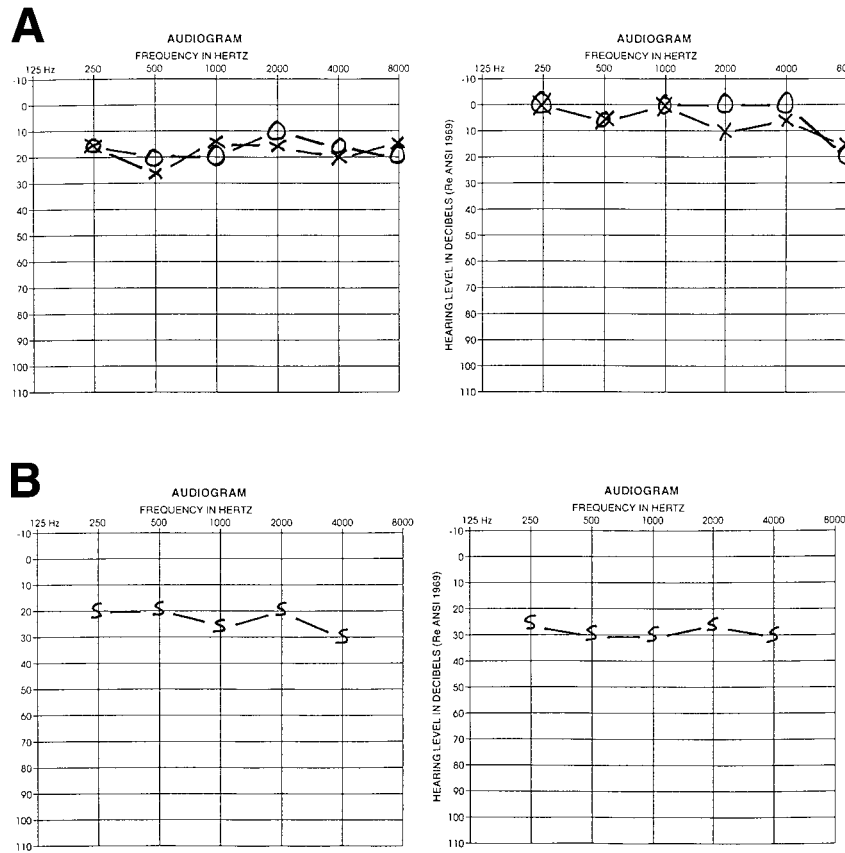 A
AUDIOGRAM
FREQUENCY IN HERTZ
125 Hz 250 500 1000 2000 4000 8000
-10
0
10
20
30
40
50
60
70
80
90
100
110
AUDIOGRAM
FREQUENCY IN HERTZ
125 Hz 250 500 1000 2000 4000
HEARING LEVEL IN DECIBELS (Re ANSI 1969)
-10
0
10
20
30
40
50
60
70
80
90
100
110
B
AUDIOGRAM
FREQUENCY IN HERTZ
125 Hz 250 500 1000 2000 4000 8000
-10
0
10
20
30
40
50
60
70
80
90
100
110
S S S S S
AUDIOGRAM
FREQUENCY IN HERTZ
125 Hz 250 500 1000 2000 4000 8000
HEARING LEVEL IN DECIBELS (Re ANSI 1969)
-10
0
10
20
30
40
50
60
70
80
90
100
110
S S S S S